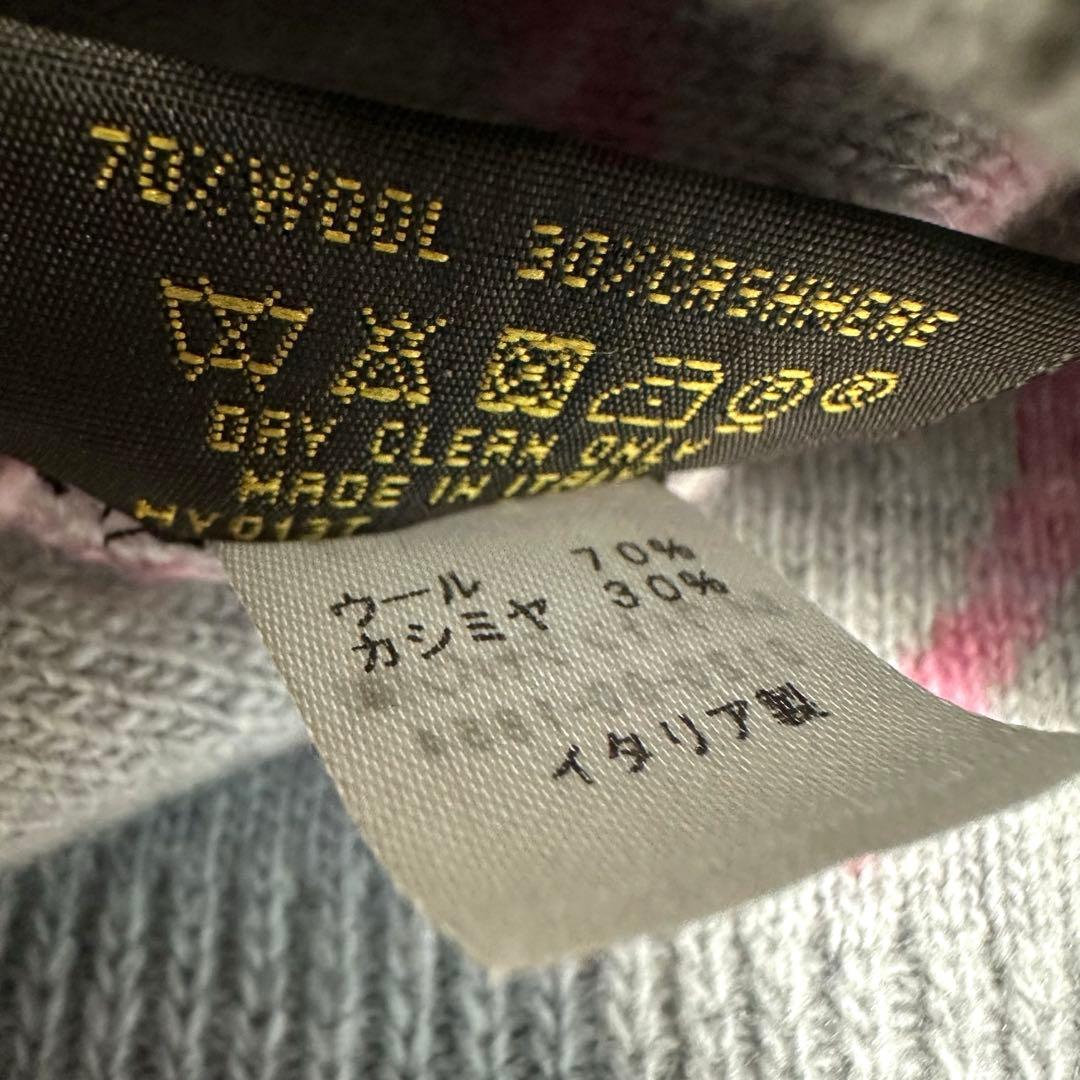 70%WOOL 30%CASHMERE
P R
DRY CLEAN ONLY
MADE IN ITALY
ウール 70%
カシミヤ 30%
イタリア製